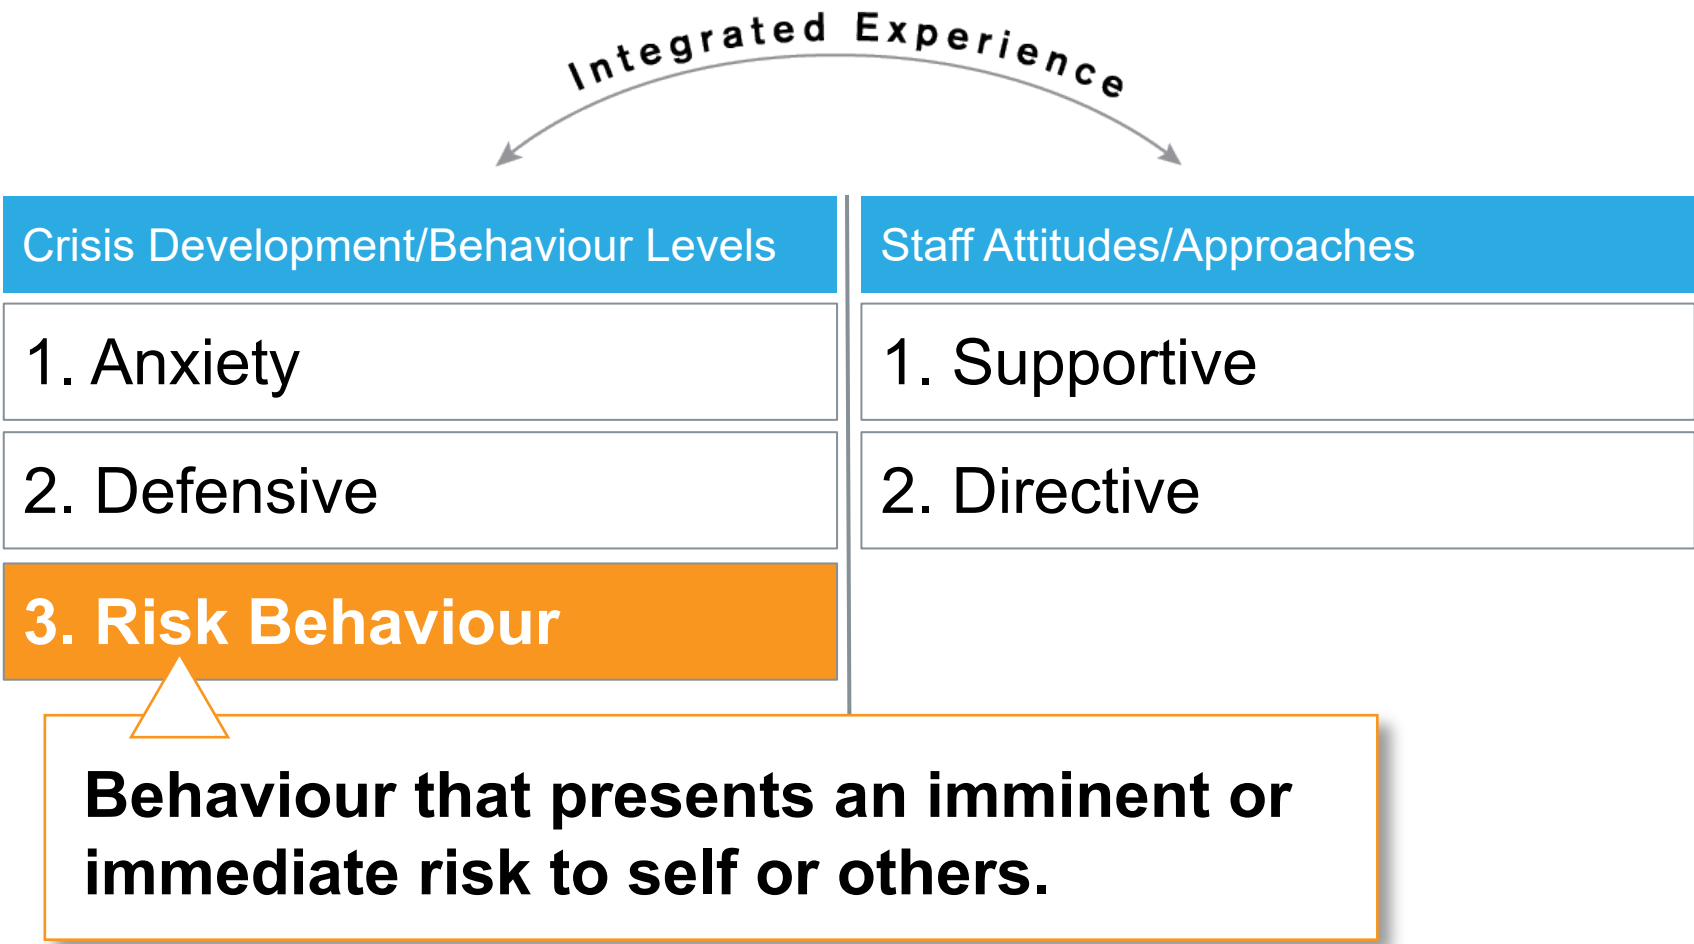 Integrated Experience
Crisis Development/Behaviour Levels
Staff Attitudes/Approaches
1. Anxiety
1. Supportive
2. Defensive
2. Directive
3. Risk Behaviour
Behaviour that presents an imminent or
immediate risk to self or others.